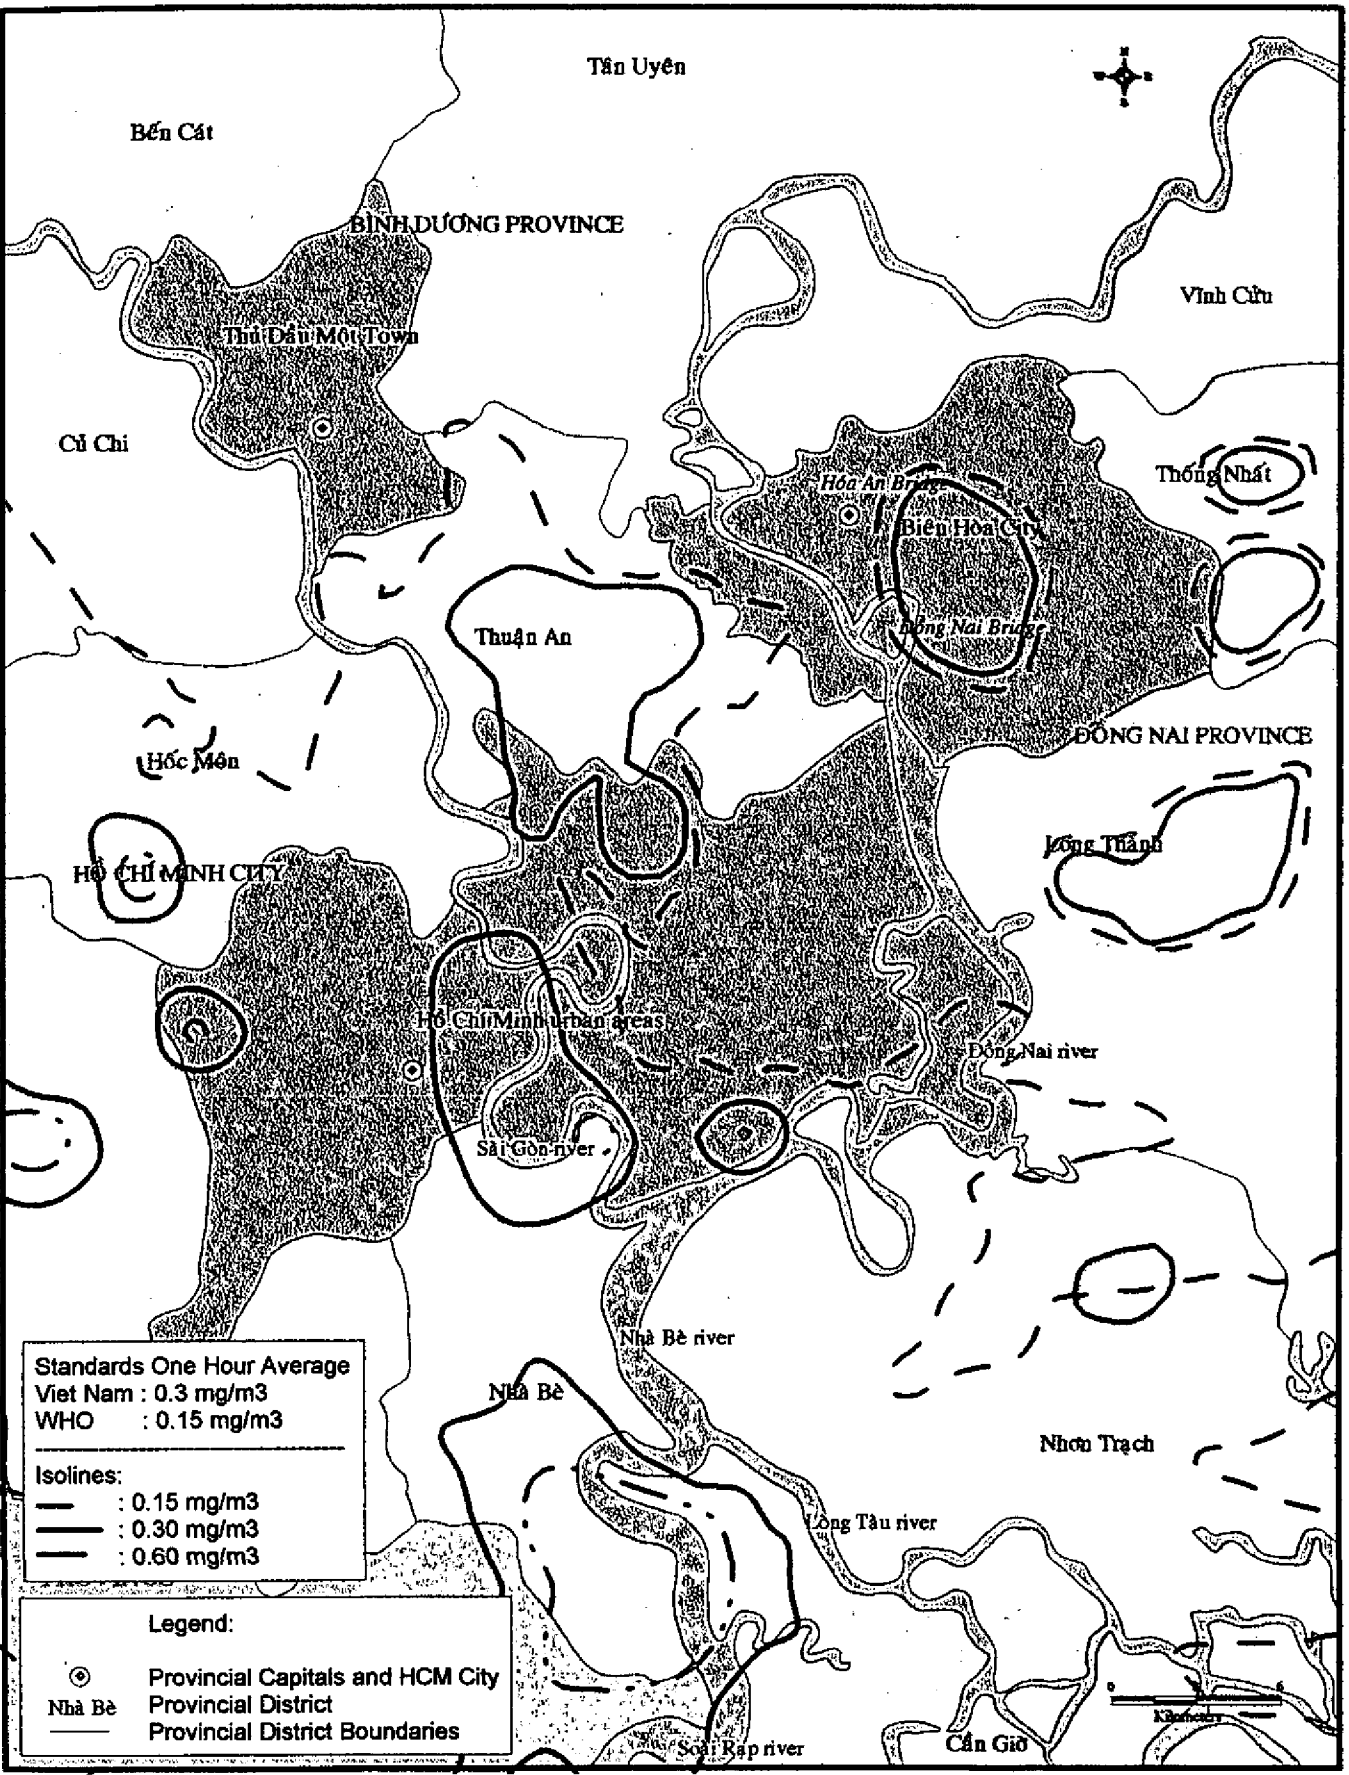 Tân Uyên
N
W E
S
Bến Cát
BÌNH DƯƠNG PROVINCE
Vĩnh Cửu
Thủ Dầu Một Town
Củ Chi
Thống Nhất
Hóa An Bridge
Biên Hòa City
Thuận An
Đồng Nai Bridge
ĐỒNG NAI PROVINCE
Hốc Môn
Long Thành
HỒ CHÍ MINH CITY
Hồ Chí Minh urban areas
Đồng Nai river
Sài Gòn river
Nhà Bè river
Nhà Bè
Nhơn Trạch
Lòng Tàu river
Standards One Hour Average
Viet Nam : 0.3 mg/m3
WHO : 0.15 mg/m3
Isolines:
: 0.15 mg/m3
: 0.30 mg/m3
: 0.60 mg/m3
Legend:
Provincial Capitals and HCM City
Nhà Bè Provincial District
Provincial District Boundaries
0 6
Kilometers
Soài Rạp river
Cần Giờ